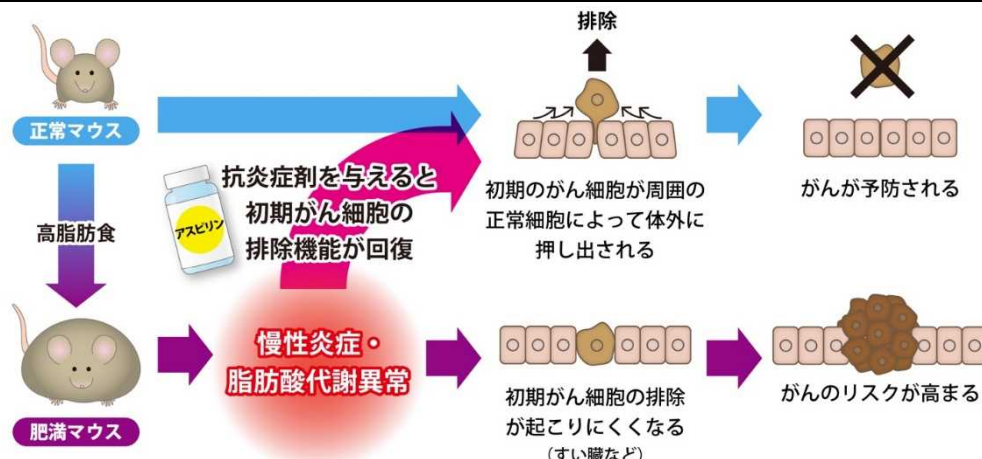 排除
正常マウス
抗炎症剤を与えると
初期がん細胞の
排除機能が回復
アスピリン
初期のがん細胞が周囲の
正常細胞によって体外に
押し出される
がんが予防される
高脂肪食
慢性炎症・
脂肪酸代謝異常
初期がん細胞の排除
が起こりにくくなる
(すい臓など)
がんのリスクが高まる
肥満マウス